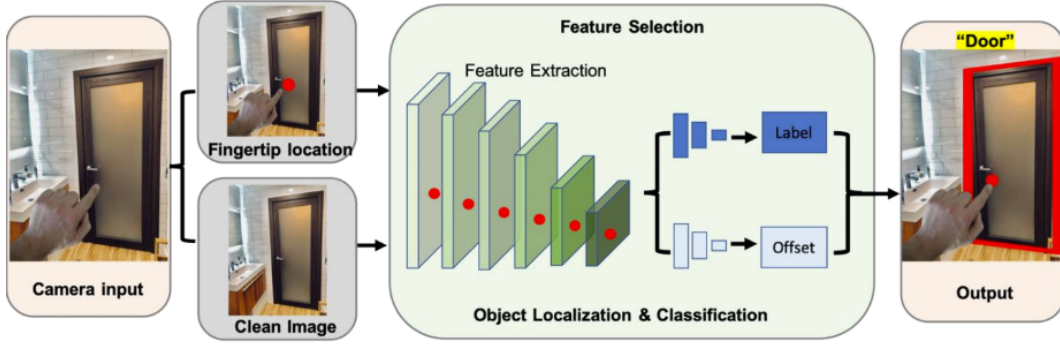 Camera input
Fingertip location
Clean Image
Feature Selection
Feature Extraction
Label
Offset
Object Localization & Classification
“Door”
Output